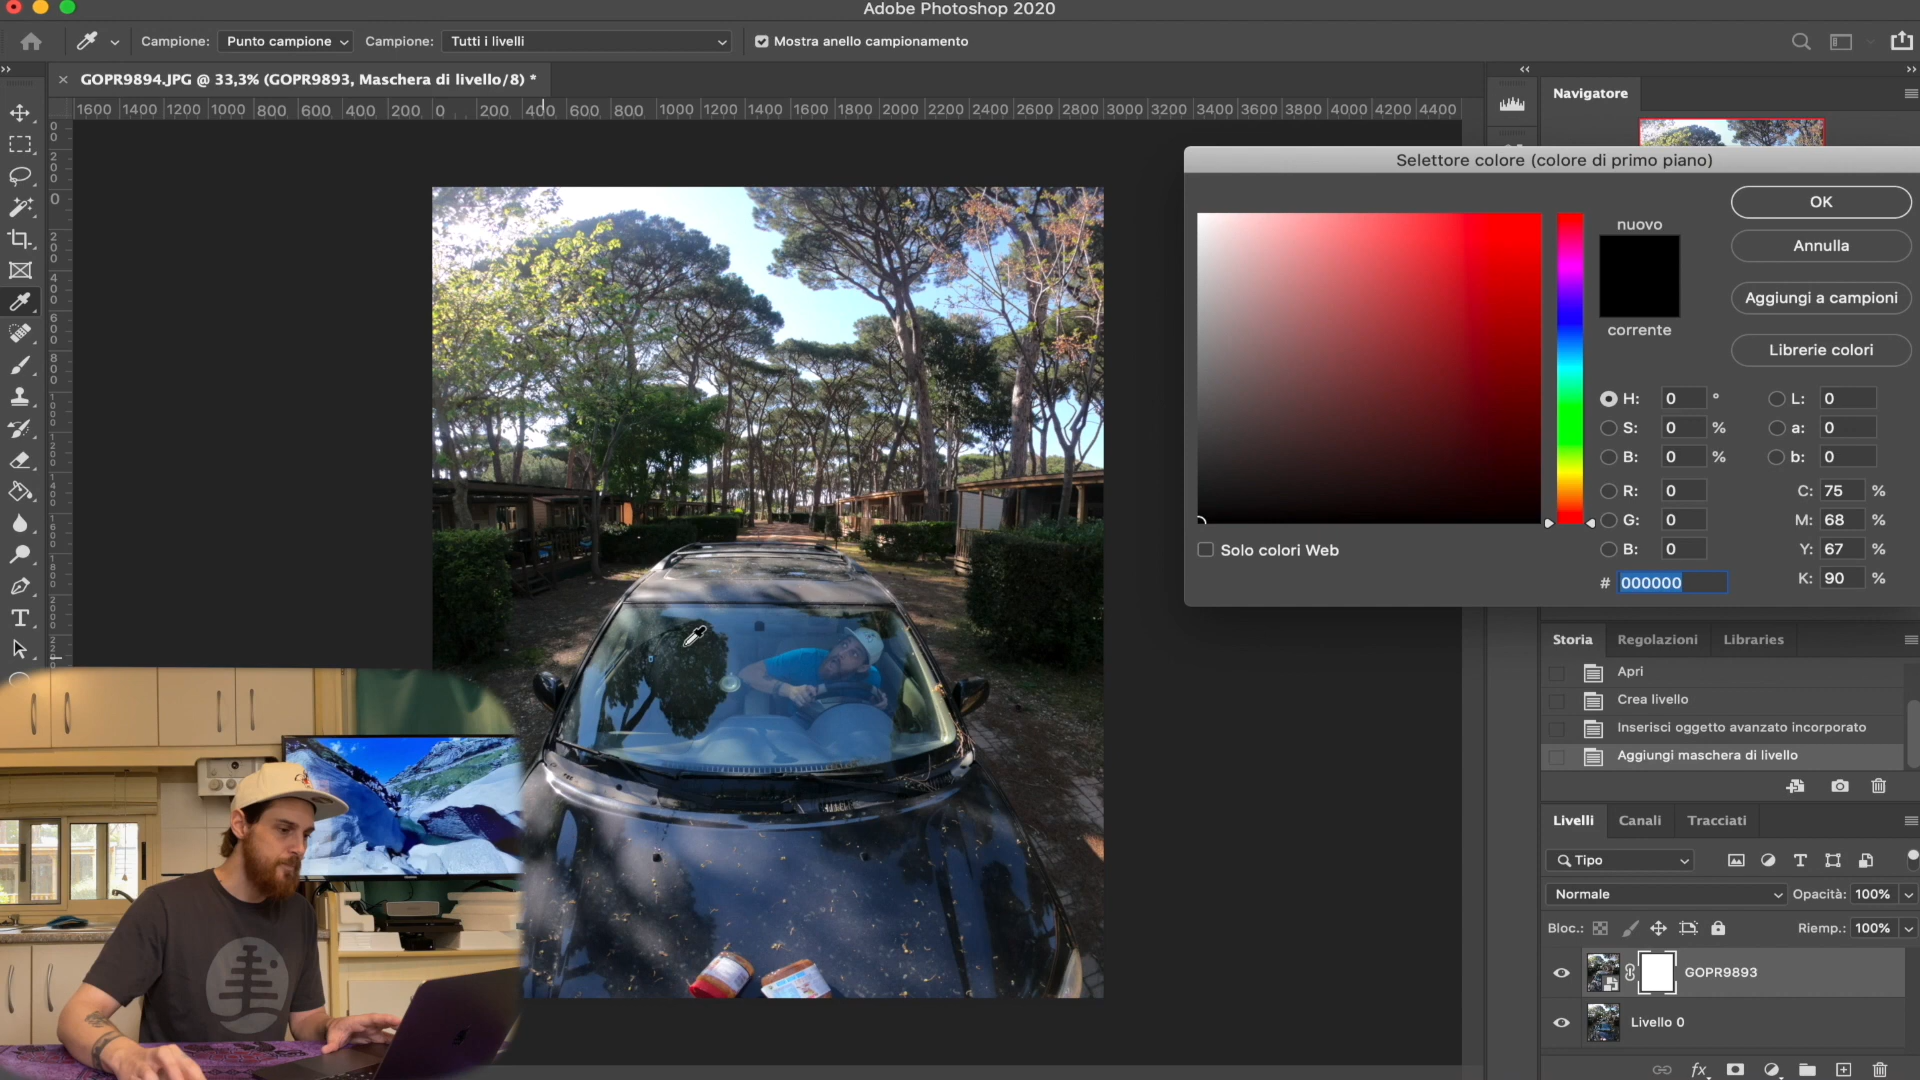 Adobe Photoshop 2020
Campione: Punto campione Campione: Tutti i livelli Mostra anello campionamento
GOPR9894.JPG @ 33,3% (GOPR9893, Maschera di livello/8) *
1600 1400 1200 1000 800 600 400 200 0 200 400 600 800 1000 1200 1400 1600 1800 2000 2200 2400 2600 2800 3000 3200 3400 3600 3800 4000 4200 4400
Navigatore
Selettore colore (colore di primo piano)
nuovo
corrente
OK
Annulla
Aggiungi a campioni
Librerie colori
H: 0 ° L: 0
S: 0 % a: 0
B: 0 % b: 0
R: 0 C: 75 %
G: 0 M: 68 %
B: 0 Y: 67 %
# 000000 K: 90 %
Solo colori Web
Storia Regolazioni Libraries
Apri
Crea livello
Inserisci oggetto avanzato incorporato
Aggiungi maschera di livello
Livelli Canali Tracciati
Tipo
Normale Opacità: 100%
Bloc.: Riemp.: 100%
GOPR9893
Livello 0
fx